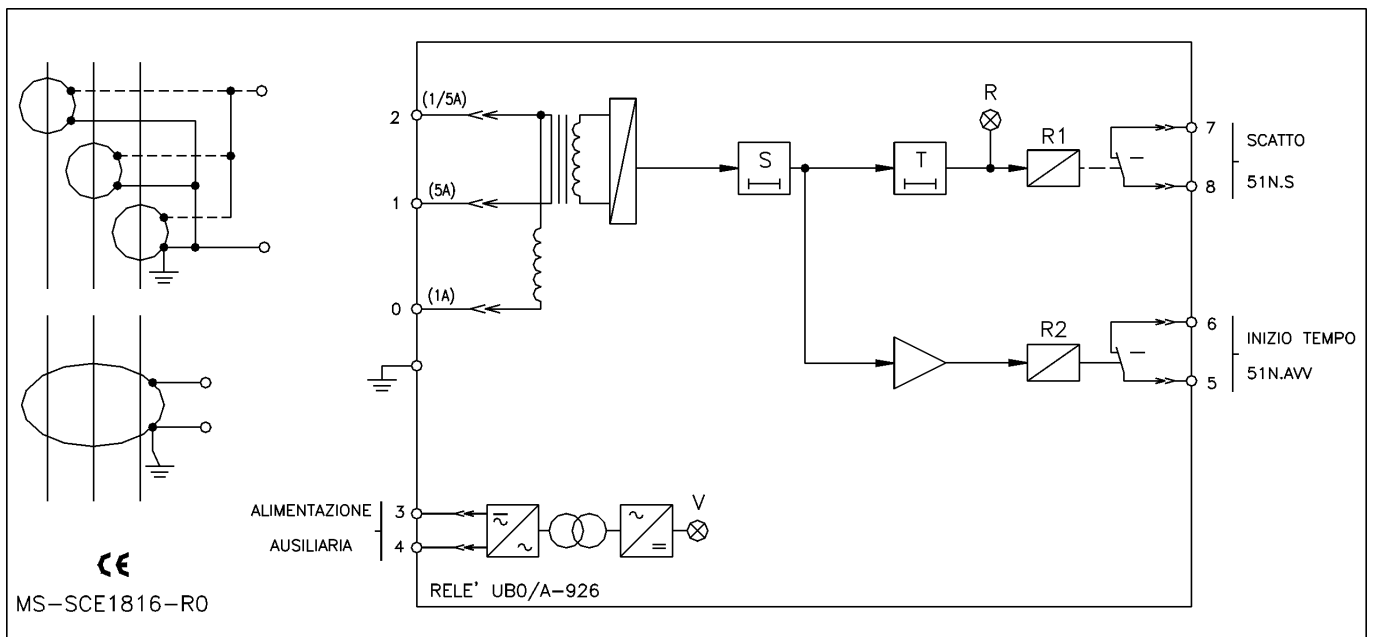 2
(1/5A)
1
(5A)
0
(1A)
S
T
R
R1
7
8
SCATTO
51N.S
R2
6
5
INIZIO TEMPO
51N.AVV
ALIMENTAZIONE
AUSILIARIA
3
4
V
RELE' UB0/A-926
CE
MS-SCE1816-R0